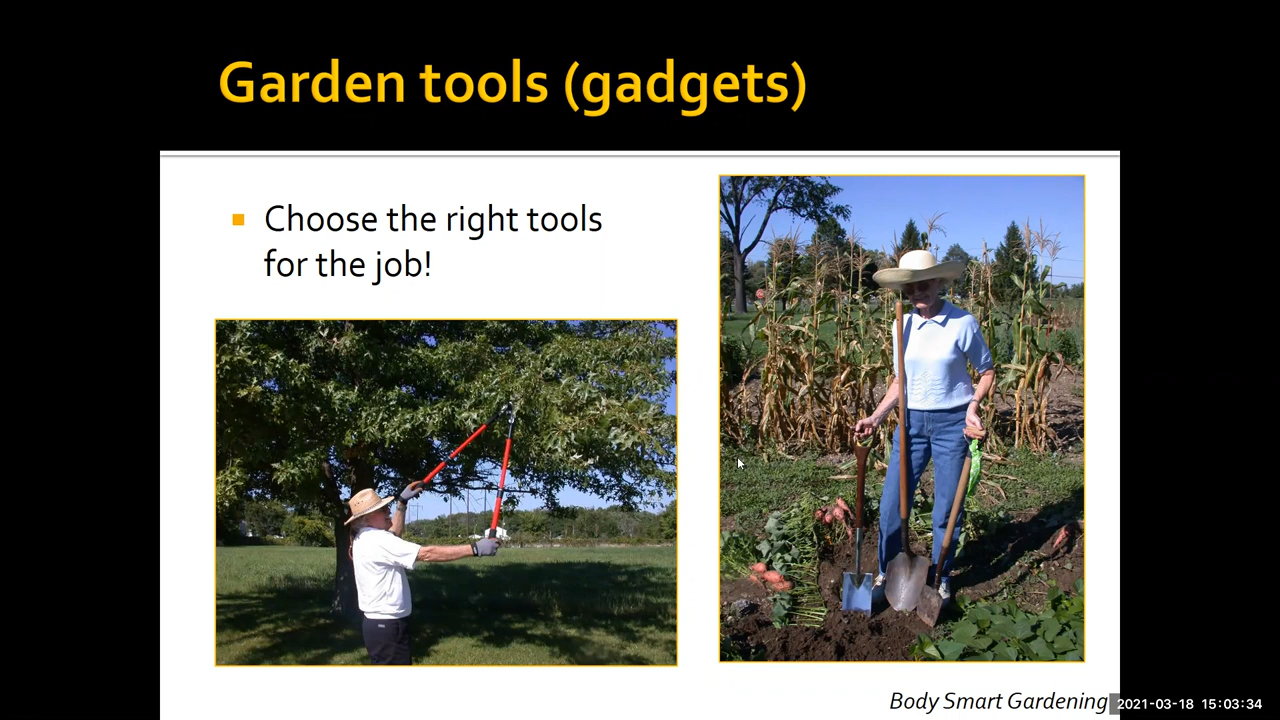 Garden tools (gadgets)
Choose the right tools
for the job!
Body Smart Gardening
2021-03-18 15:03:34